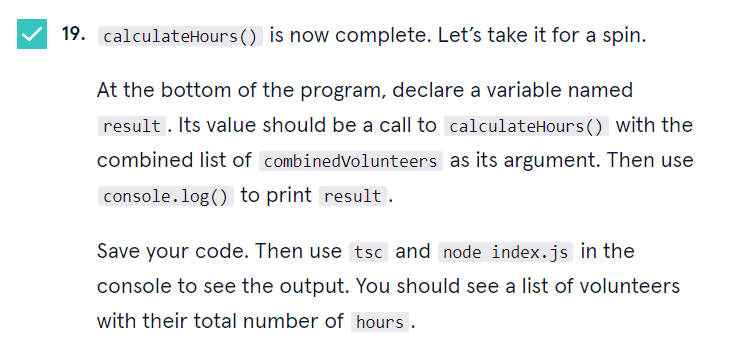 19. calculateHours() is now complete. Let’s take it for a spin.
At the bottom of the program, declare a variable named
result. Its value should be a call to calculateHours() with the
combined list of combinedVolunteers as its argument. Then use
console.log() to print result.
Save your code. Then use tsc and node index.js in the
console to see the output. You should see a list of volunteers
with their total number of hours.